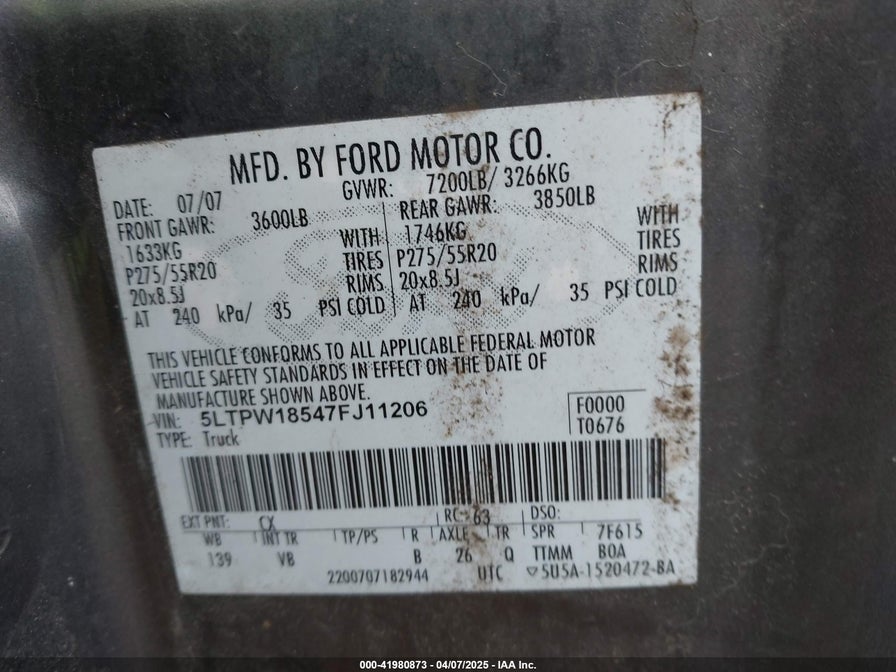 MFD. BY FORD MOTOR CO.
DATE: 07/07 GVWR: 7200LB/ 3266KG
FRONT GAWR: 3600LB REAR GAWR: 3850LB
1633KG WITH 1746KG WITH
P275/55R20 TIRES P275/55R20 TIRES
20x8.5J RIMS 20x8.5J RIMS
AT 240 kPa/ 35 PSI COLD AT 240 kPa/ 35 PSI COLD
THIS VEHICLE CONFORMS TO ALL APPLICABLE FEDERAL MOTOR
VEHICLE SAFETY STANDARDS IN EFFECT ON THE DATE OF
MANUFACTURE SHOWN ABOVE.
VIN: 5LTPW18547FJ11206 F0000
TYPE: Truck T0676
EXT PNT: CX RC: 63 DSO:
WB INT TR TP/PS R AXLE TR SPR 7F615
139 VB B 26 Q TTMM BOA
2200707182944 UTC ▽5U5A-1520472-BA
000-41980873 - 04/07/2025 - IAA Inc.